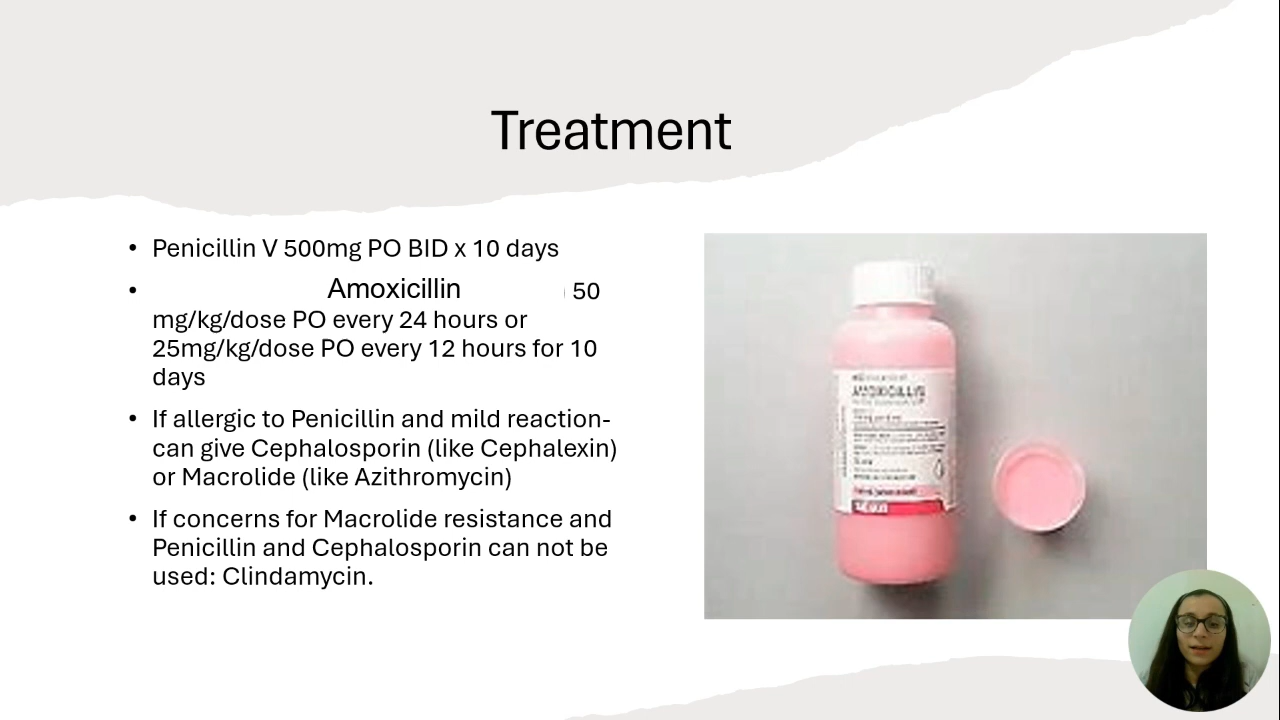 Treatment
• Penicillin V 500mg PO BID x 10 days
• Amoxicillin 50
mg/kg/dose PO every 24 hours or
25mg/kg/dose PO every 12 hours for 10
days
• If allergic to Penicillin and mild reaction-
can give Cephalosporin (like Cephalexin)
or Macrolide (like Azithromycin)
• If concerns for Macrolide resistance and
Penicillin and Cephalosporin can not be
used: Clindamycin.